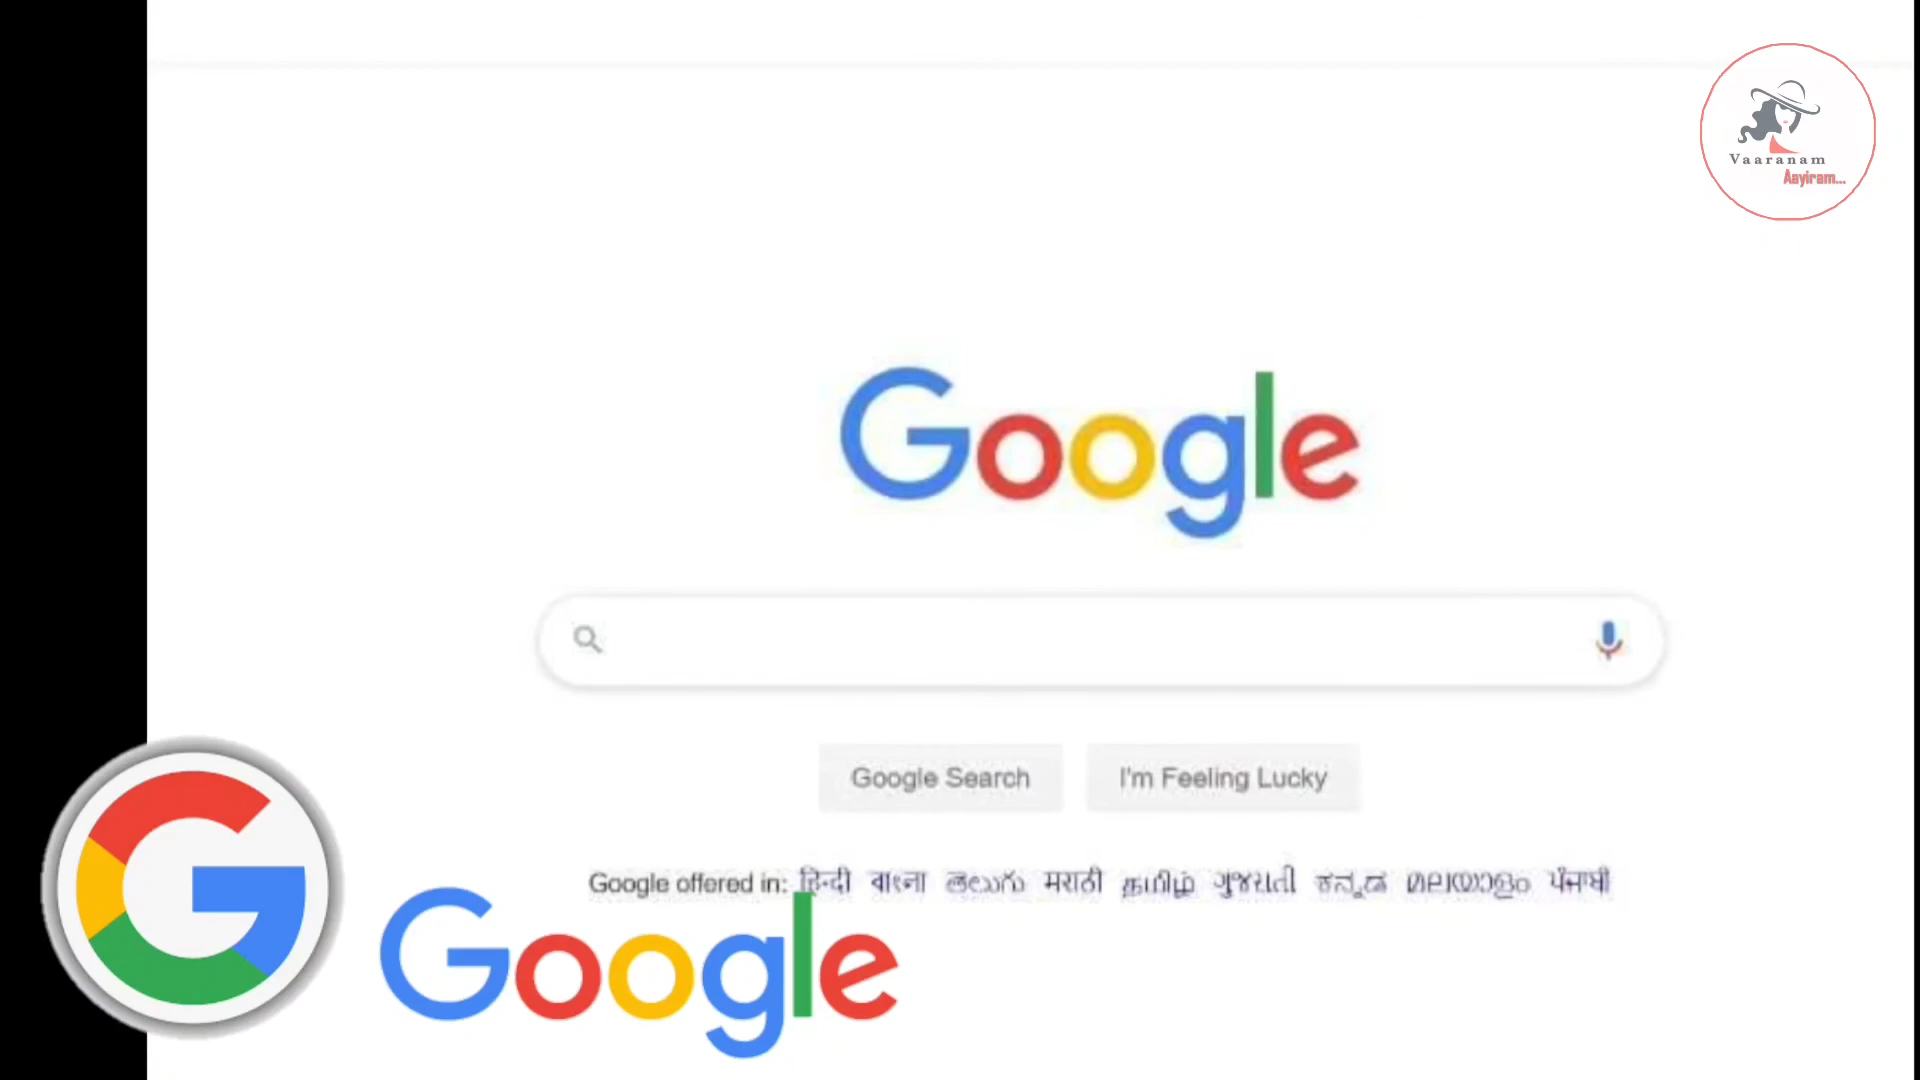 Vaaranam
Aayiram...
Google
Google Search I'm Feeling Lucky
Google offered in: हिन्दी বাংলা తెలుగు मराठी தமிழ் ગુજરાતી ಕನ್ನಡ മലയാളം ਪੰਜਾਬੀ
Google